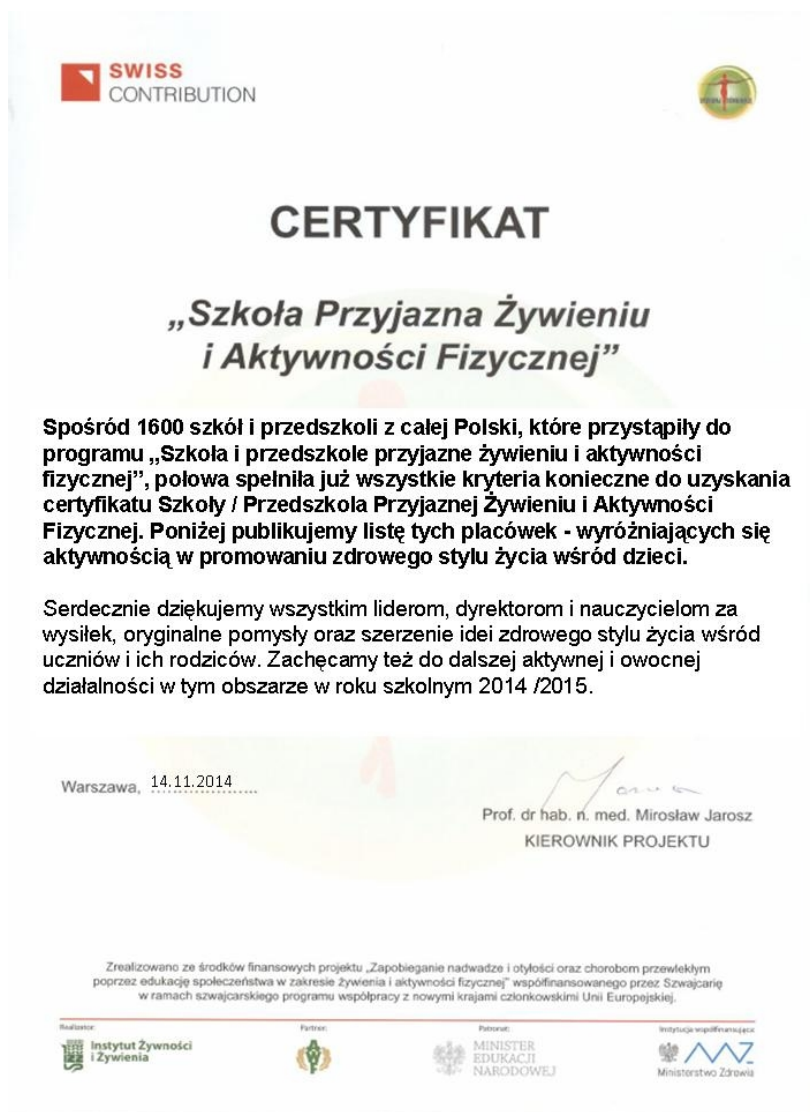 SWISS
CONTRIBUTION
CERTYFIKAT
„Szkoła Przyjazna Żywieniu
i Aktywności Fizycznej”
Spośród 1600 szkół i przedszkoli z całej Polski, które przystąpiły do
programu „Szkoła i przedszkole przyjazne żywieniu i aktywności
fizycznej”, połowa spełniła już wszystkie kryteria konieczne do uzyskania
certyfikatu Szkoły / Przedszkola Przyjaznej Żywieniu i Aktywności
Fizycznej. Poniżej publikujemy listę tych placówek - wyróżniających się
aktywnością w promowaniu zdrowego stylu życia wśród dzieci.
Serdecznie dziękujemy wszystkim liderom, dyrektorom i nauczycielom za
wysiłek, oryginalne pomysły oraz szerzenie idei zdrowego stylu życia wśród
uczniów i ich rodziców. Zachęcamy też do dalszej aktywnej i owocnej
działalności w tym obszarze w roku szkolnym 2014 /2015.
Warszawa, 14.11.2014
Prof. dr hab. n. med. Mirosław Jarosz
KIEROWNIK PROJEKTU
Zrealizowano ze środków finansowych projektu „Zapobieganie nadwadze i otyłości oraz chorobom przewlekłym
poprzez edukację społeczeństwa w zakresie żywienia i aktywności fizycznej” współfinansowanego przez Szwajcarię
w ramach szwajcarskiego programu współpracy z nowymi krajami członkowskimi Unii Europejskiej.
Realizator: Partner: Patronat: Instytucja współfinansująca:
Instytut Żywności
i Żywienia
MINISTER
EDUKACJI
NARODOWEJ
MZ
Ministerstwo Zdrowia